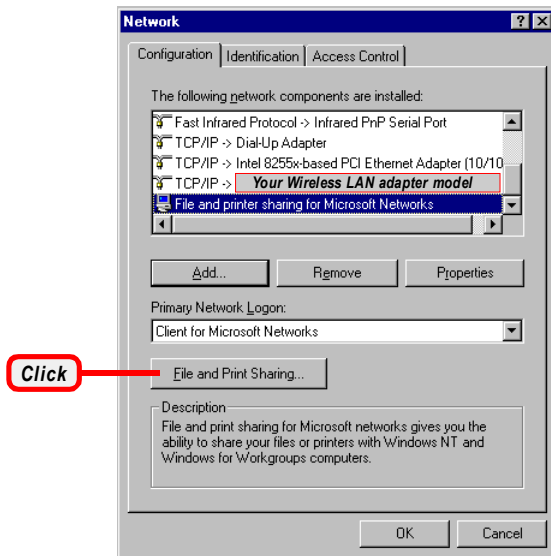 Network
Configuration Identification Access Control
The following network components are installed:
Fast Infrared Protocol -> Infrared PnP Serial Port
TCP/IP -> Dial-Up Adapter
TCP/IP -> Intel 8255x-based PCI Ethernet Adapter (10/10
TCP/IP -> Your Wireless LAN adapter model
File and printer sharing for Microsoft Networks
Add... Remove Properties
Primary Network Logon:
Client for Microsoft Networks
Click
File and Print Sharing...
Description
File and print sharing for Microsoft networks gives you the
ability to share your files or printers with Windows NT and
Windows for Workgroups computers.
OK Cancel